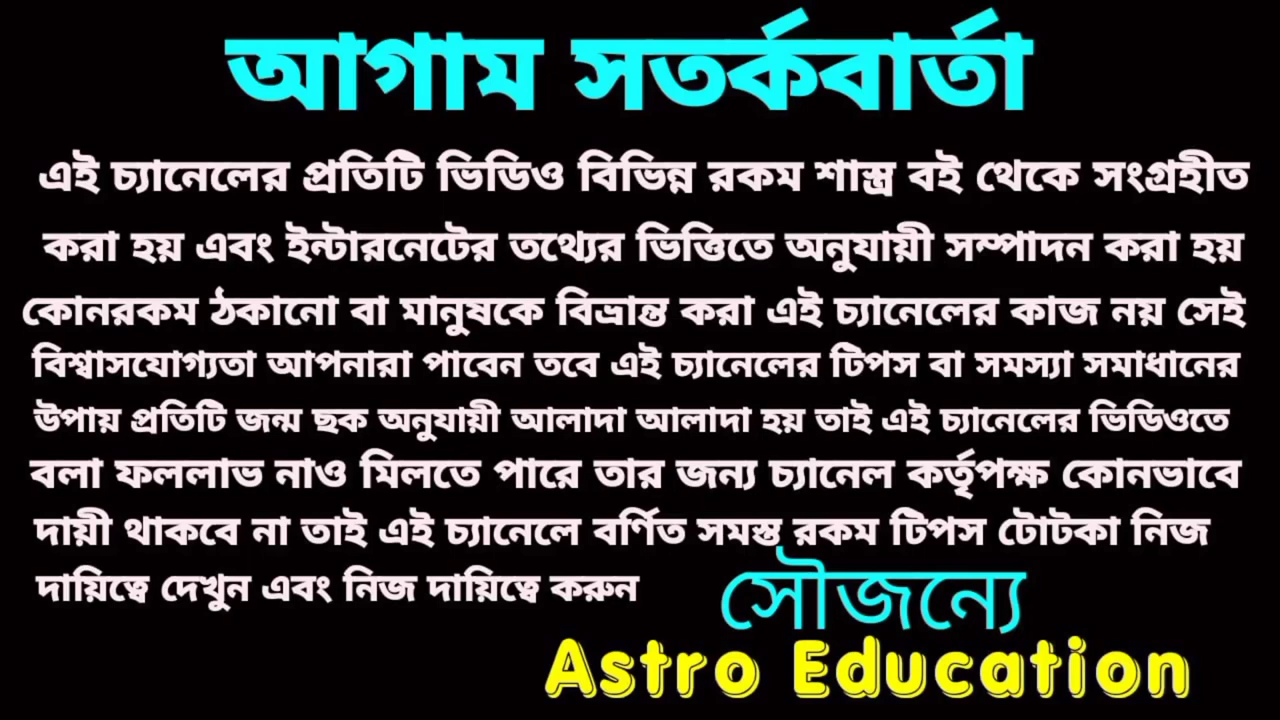 আগাম সতর্কবার্তা
এই চ্যানেলের প্রতিটি ভিডিও বিভিন্ন রকম শাস্ত্র বই থেকে সংগ্রহীত
করা হয় এবং ইন্টারনেটের তথ্যের ভিত্তিতে অনুযায়ী সম্পাদন করা হয়
কোনরকম ঠকানো বা মানুষকে বিভ্রান্ত করা এই চ্যানেলের কাজ নয় সেই
বিশ্বাসযোগ্যতা আপনারা পাবেন তবে এই চ্যানেলের টিপস বা সমস্যা সমাধানের
উপায় প্রতিটি জন্ম ছক অনুযায়ী আলাদা আলাদা হয় তাই এই চ্যানেলের ভিডিওতে
বলা ফললাভ নাও মিলতে পারে তার জন্য চ্যানেল কর্তৃপক্ষ কোনভাবে
দায়ী থাকবে না তাই এই চ্যানেলে বর্ণিত সমস্ত রকম টিপস টোটকা নিজ
দায়িত্বে দেখুন এবং নিজ দায়িত্বে করুন
সৌজন্যে
Astro Education